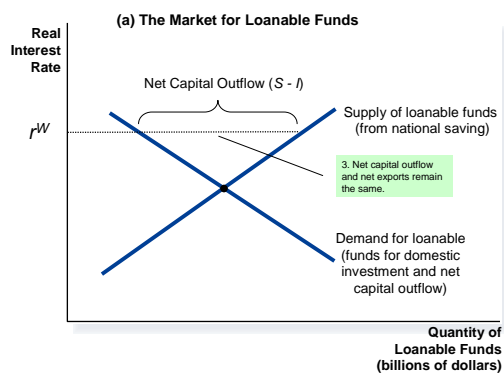 (a) The Market for Loanable Funds
Real
Interest
Rate
Net Capital Outflow (S - I)
Supply of loanable funds
(from national saving)
rW
3. Net capital outflow
and net exports remain
the same.
Demand for loanable
(funds for domestic
investment and net
capital outflow)
Quantity of
Loanable Funds
(billions of dollars)